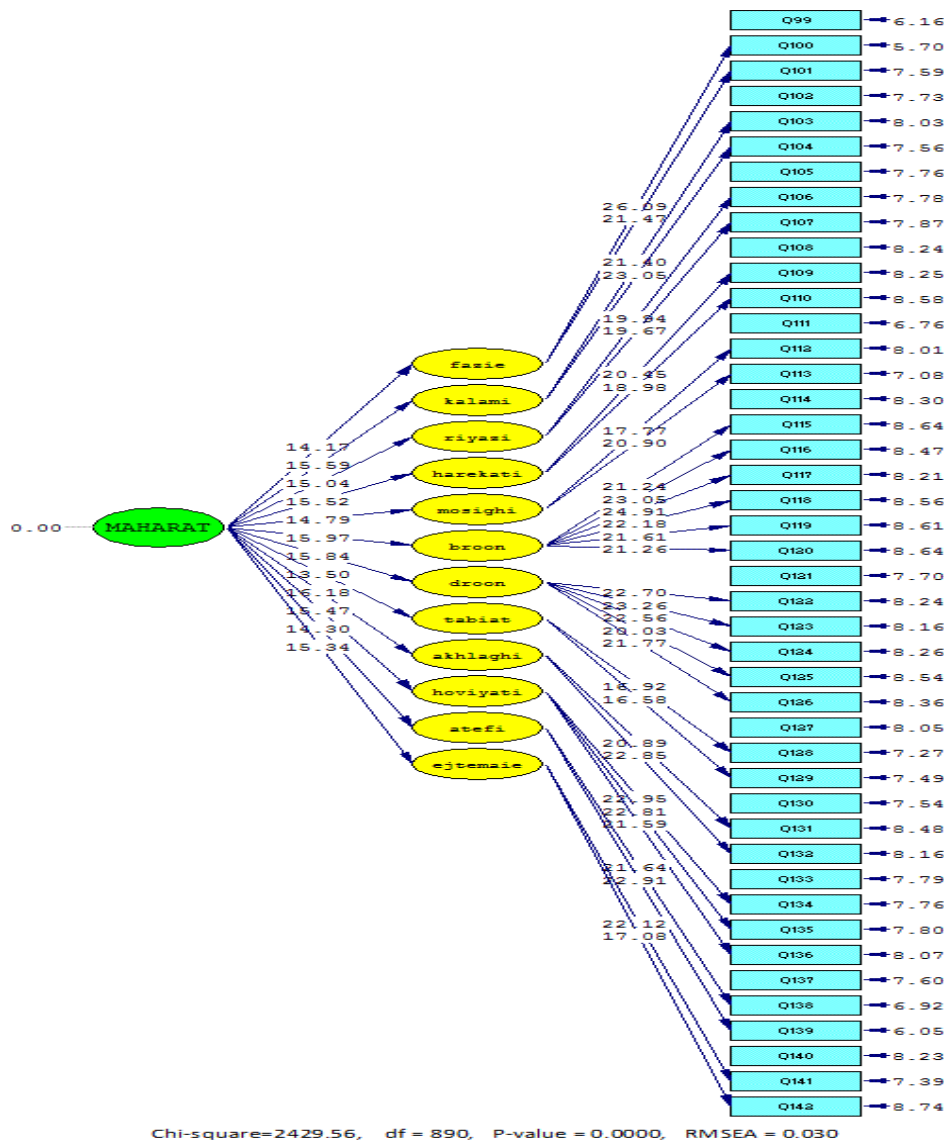 0.00 MAHARAT
14.17
15.59
15.04
15.52
14.79
15.97
15.84
13.50
16.18
15.47
14.30
15.34
fazie
kalami
riyazi
harekati
mosighi
broon
droon
tabiat
akhlaghi
hoviyati
atefi
ejtemaie
26.09
21.47
21.40
23.05
19.94
19.67
20.45
18.98
17.77
20.90
21.24
23.05
24.91
22.18
21.61
21.26
22.70
23.26
22.56
20.03
21.77
16.92
16.58
20.89
22.85
22.95
22.81
21.59
21.64
22.91
22.12
17.08
Q99 6.16
Q100 5.70
Q101 7.59
Q102 7.73
Q103 8.03
Q104 7.56
Q105 7.76
Q106 7.78
Q107 7.87
Q108 8.24
Q109 8.25
Q110 8.58
Q111 6.76
Q112 8.01
Q113 7.08
Q114 8.30
Q115 8.64
Q116 8.47
Q117 8.21
Q118 8.56
Q119 8.61
Q120 8.64
Q121 7.70
Q122 8.24
Q123 8.16
Q124 8.26
Q125 8.54
Q126 8.36
Q127 8.05
Q128 7.27
Q129 7.49
Q130 7.54
Q131 8.48
Q132 8.16
Q133 7.79
Q134 7.76
Q135 7.80
Q136 8.07
Q137 7.60
Q138 6.92
Q139 6.05
Q140 8.23
Q141 7.39
Q142 8.74
Chi-square=2429.56, df = 890, P-value = 0.0000, RMSEA = 0.030